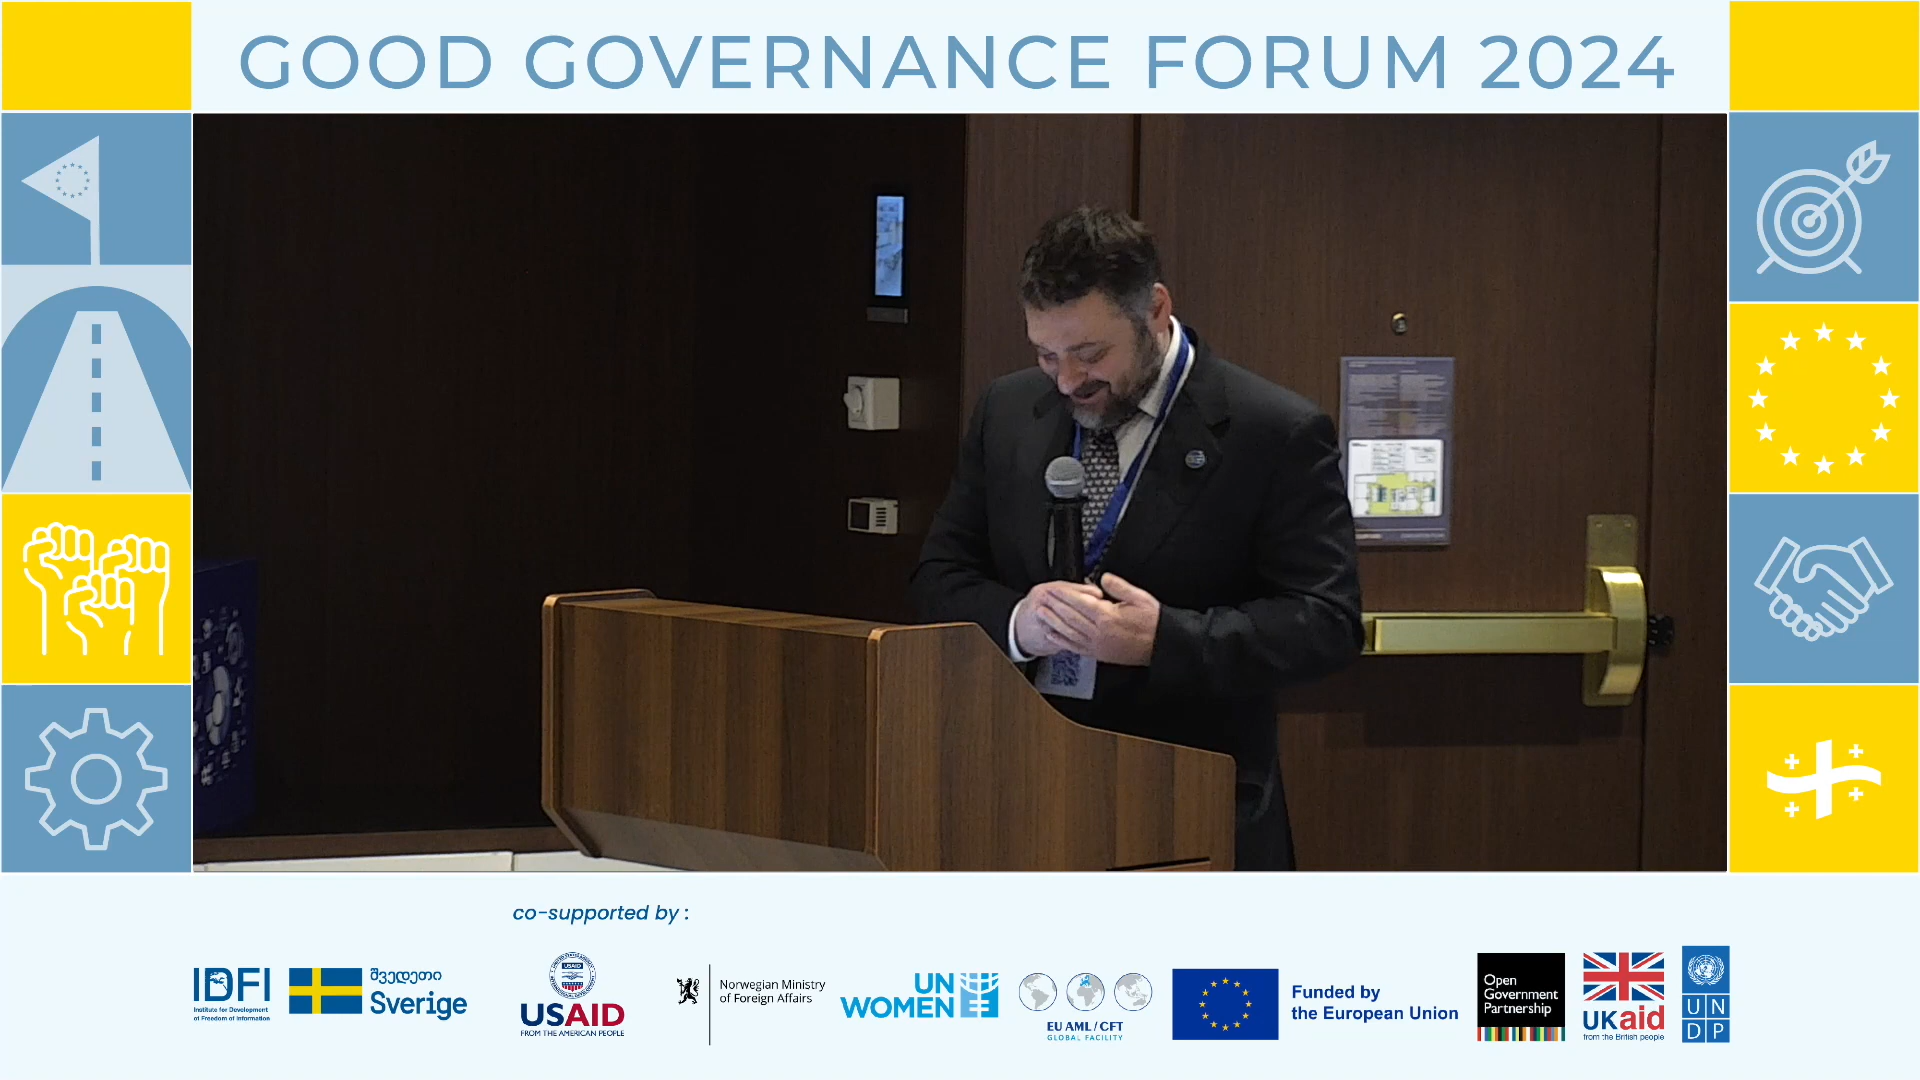 GOOD GOVERNANCE FORUM 2024
co-supported by :
IDFI
Institute for Development
of Freedom of Information
შვედეთი
Sverige
USAID
USAID
FROM THE AMERICAN PEOPLE
Norwegian Ministry
of Foreign Affairs
UN
WOMEN
EU AML / CFT
GLOBAL FACILITY
Funded by
the European Union
Open
Government
Partnership
UKaid
from the British people
U N
D P